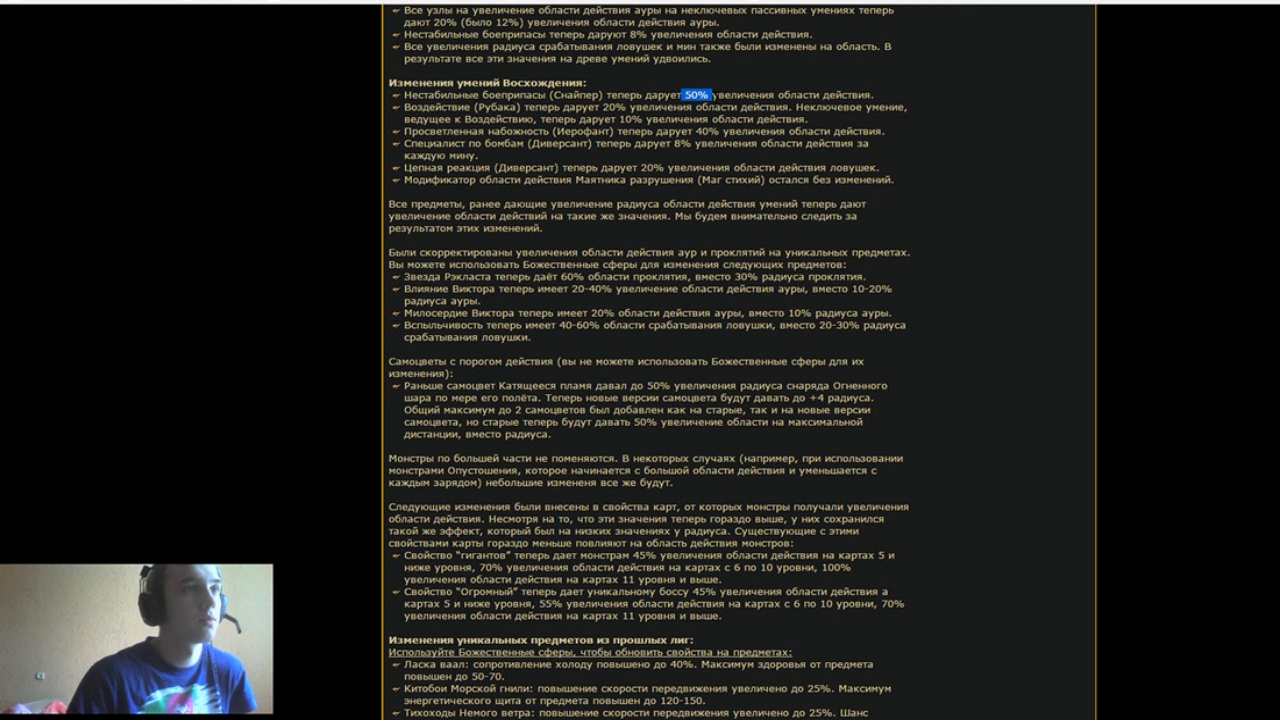 Все узлы на увеличение области действия ауры на неключевых пассивных умениях теперь
дают 20% (было 12%) увеличения области действия ауры.
Нестабильные боеприпасы теперь даруют 8% увеличения области действия.
Все увеличения радиуса срабатывания ловушек и мин также были изменены на область. В
результате все эти значения на древе умений удвоились.
Изменения умений Восхождения:
Нестабильные боеприпасы (Снайпер) теперь дарует 50% увеличения области действия.
Воздействие (Рубака) теперь дарует 20% увеличения области действия. Неключевое умение,
ведущее к Воздействию, теперь дарует 10% увеличения области действия.
Просветленная набожность (Иерофант) теперь дарует 40% увеличения области действия.
Специалист по бомбам (Диверсант) теперь дарует 8% увеличения области действия за
каждую мину.
Цепная реакция (Диверсант) теперь дарует 20% увеличения области действия ловушек.
Модификатор области действия Маятника разрушения (Маг стихий) остался без изменений.
Все предметы, ранее дающие увеличение радиуса области действия умений теперь дают
увеличение области действий на такие же значения. Мы будем внимательно следить за
результатом этих изменений.
Были скорректированы увеличения области действия аур и проклятий на уникальных предметах.
Вы можете использовать Божественные сферы для изменения следующих предметов:
Звезда Рэкласта теперь даёт 60% области проклятия, вместо 30% радиуса проклятия.
Влияние Виктора теперь имеет 20-40% увеличение области действия ауры, вместо 10-20%
радиуса ауры.
Милосердие Виктора теперь имеет 20% области действия ауры, вместо 10% радиуса ауры.
Вспыльчивость теперь имеет 40-60% области срабатывания ловушки, вместо 20-30% радиуса
срабатывания ловушки.
Самоцветы с порогом действия (вы не можете использовать Божественные сферы для их
изменения):
Раньше самоцвет Катящееся пламя давал до 50% увеличения радиуса снаряда Огненного
шара по мере его полёта. Теперь новые версии самоцвета будут давать до +4 радиуса.
Общий максимум до 2 самоцветов был добавлен как на старые, так и на новые версии
самоцвета, но старые теперь будут давать 50% увеличение области на максимальной
дистанции, вместо радиуса.
Монстры по большей части не поменяются. В некоторых случаях (например, при использовании
монстрами Опустошения, которое начинается с большой области действия и уменьшается с
каждым зарядом) небольшие изменения все же будут.
Следующие изменения были внесены в свойства карт, от которых монстры получали увеличения
области действия. Несмотря на то, что эти значения теперь гораздо выше, у них сохранился
такой же эффект, который был на низких значениях у радиуса. Существующие с этими
свойствами карты гораздо меньше повлияют на область действия монстров:
Свойство "гигантов" теперь дает монстрам 45% увеличения области действия на картах 5 и
ниже уровня, 70% увеличения области действия на картах с 6 по 10 уровни, 100%
увеличения области действия на картах 11 уровня и выше.
Свойство "Огромный" теперь дает уникальному боссу 45% увеличения области действия а
картах 5 и ниже уровня, 55% увеличения области действия на картах с 6 по 10 уровни, 70%
увеличения области действия на картах 11 уровня и выше.
Изменения уникальных предметов из прошлых лиг:
Используйте Божественные сферы, чтобы обновить свойства на предметах:
Ласка ваал: сопротивление холоду повышено до 40%. Максимум здоровья от предмета
повышен до 50-70.
Китобои Морской гнили: повышение скорости передвижения увеличено до 25%. Максимум
энергетического щита от предмета повышен до 120-150.
Тихоходы Немого ветра: повышение скорости передвижения увеличено до 25%. Шанс